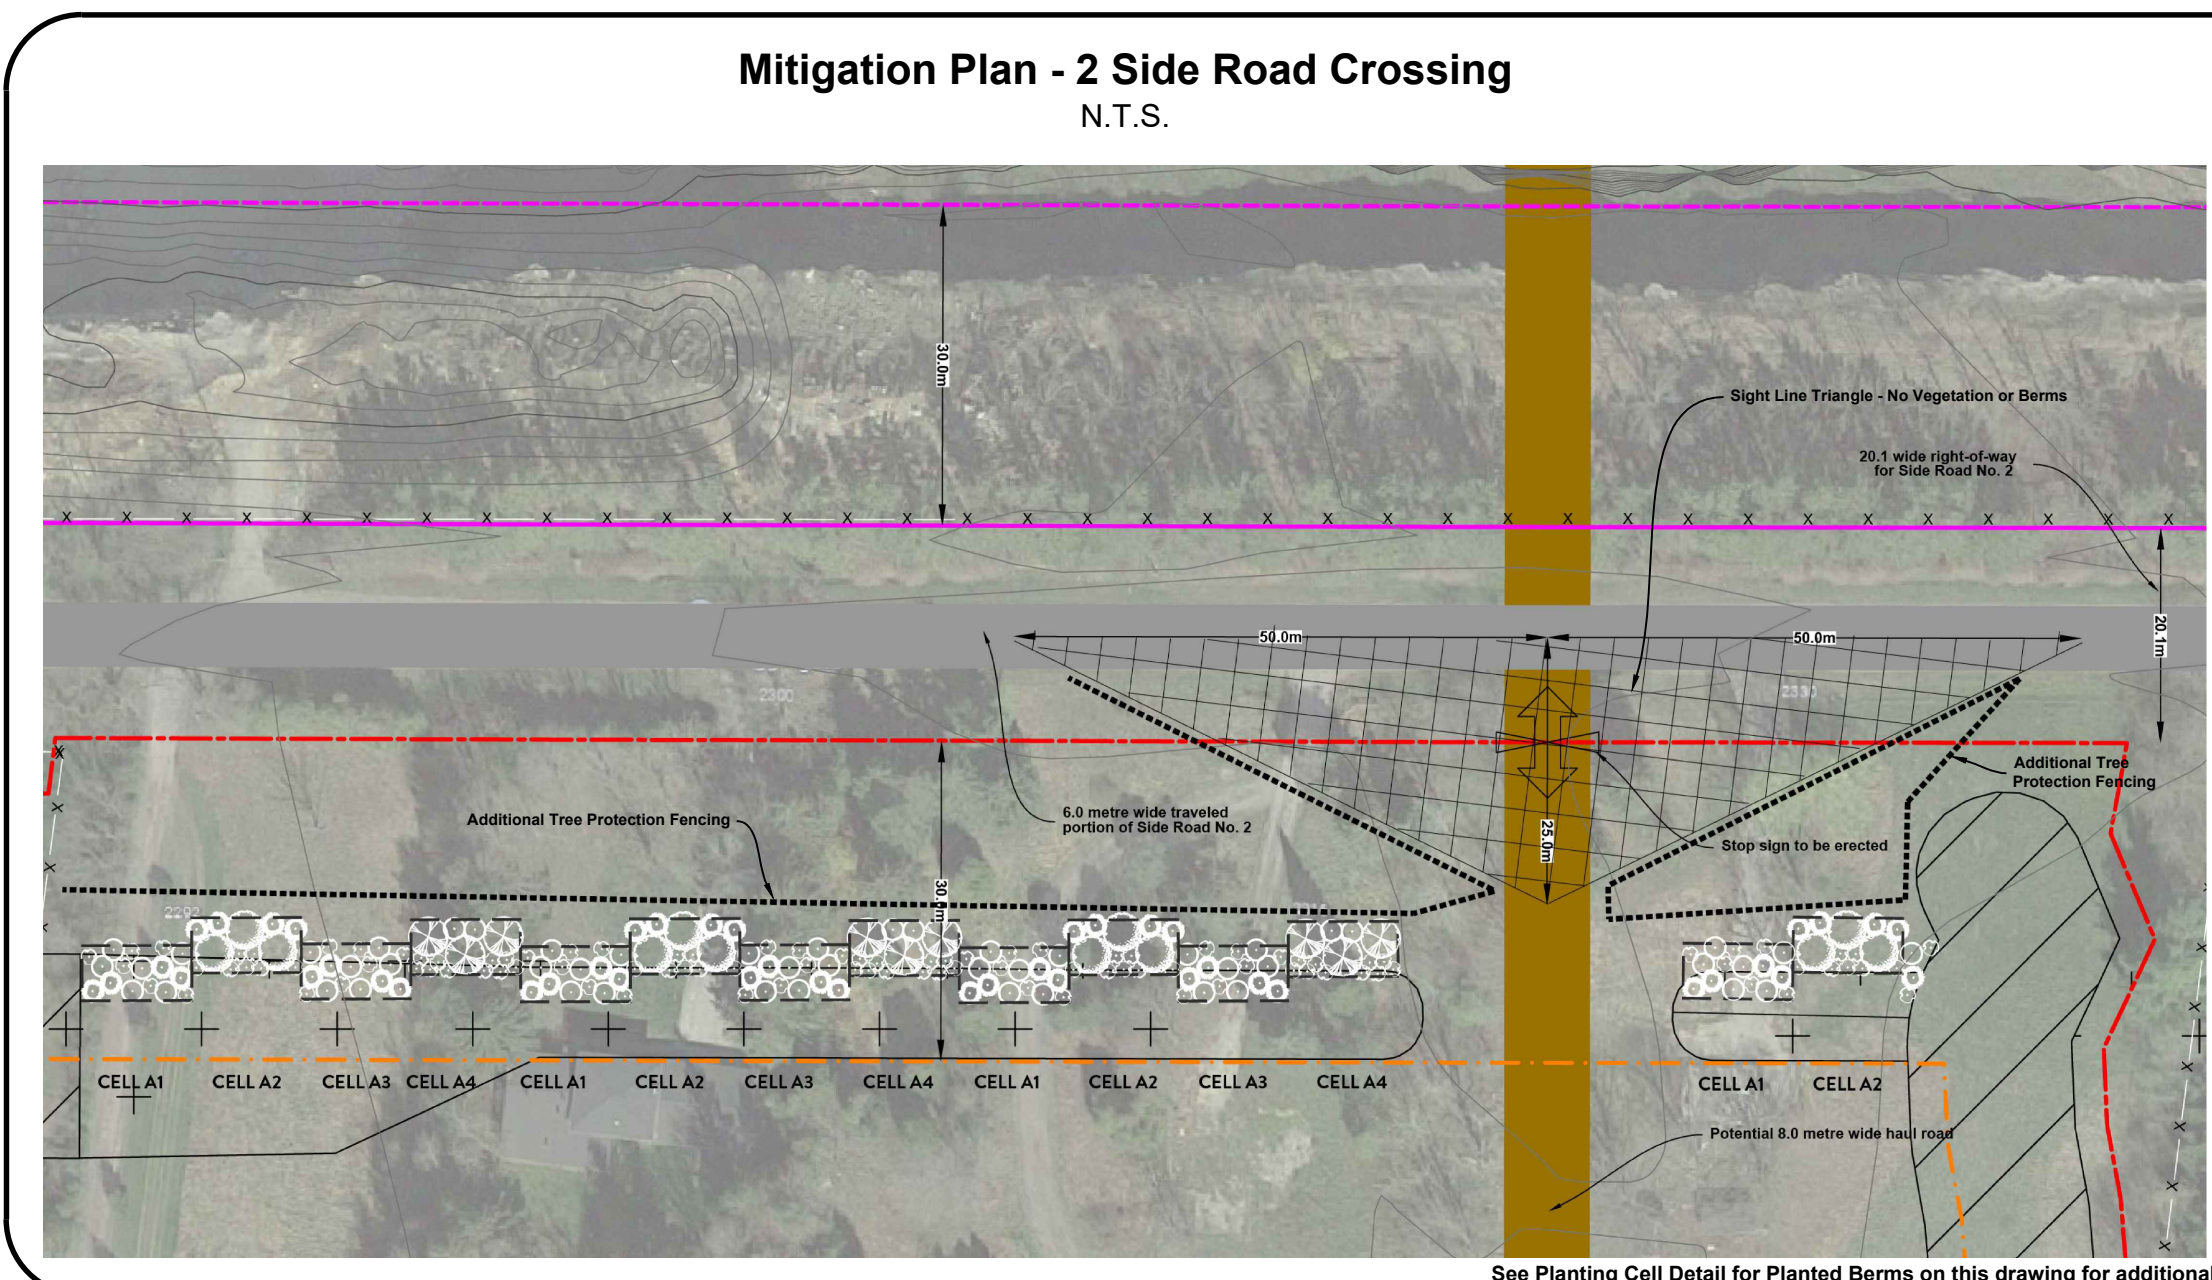 Mitigation Plan - 2 Side Road Crossing
N.T.S.
30.0m
Sight Line Triangle - No Vegetation or Berms
20.1 wide right-of-way
for Side Road No. 2
X X X X X X X X X X X X X X X X X X X X X X X X X X X X X X X X X X X X
50.0m
50.0m
20.1m
2300
2330
Additional Tree
Protection Fencing
6.0 metre wide traveled
portion of Side Road No. 2
Additional Tree Protection Fencing
25.0m
Stop sign to be erected
30.0m
2292
CELL A1 CELL A2 CELL A3 CELL A4 CELL A1 CELL A2 CELL A3 CELL A4 CELL A1 CELL A2 CELL A3 CELL A4 CELL A1 CELL A2
Potential 8.0 metre wide haul road
See Planting Cell Detail for Planted Berms on this drawing for additional